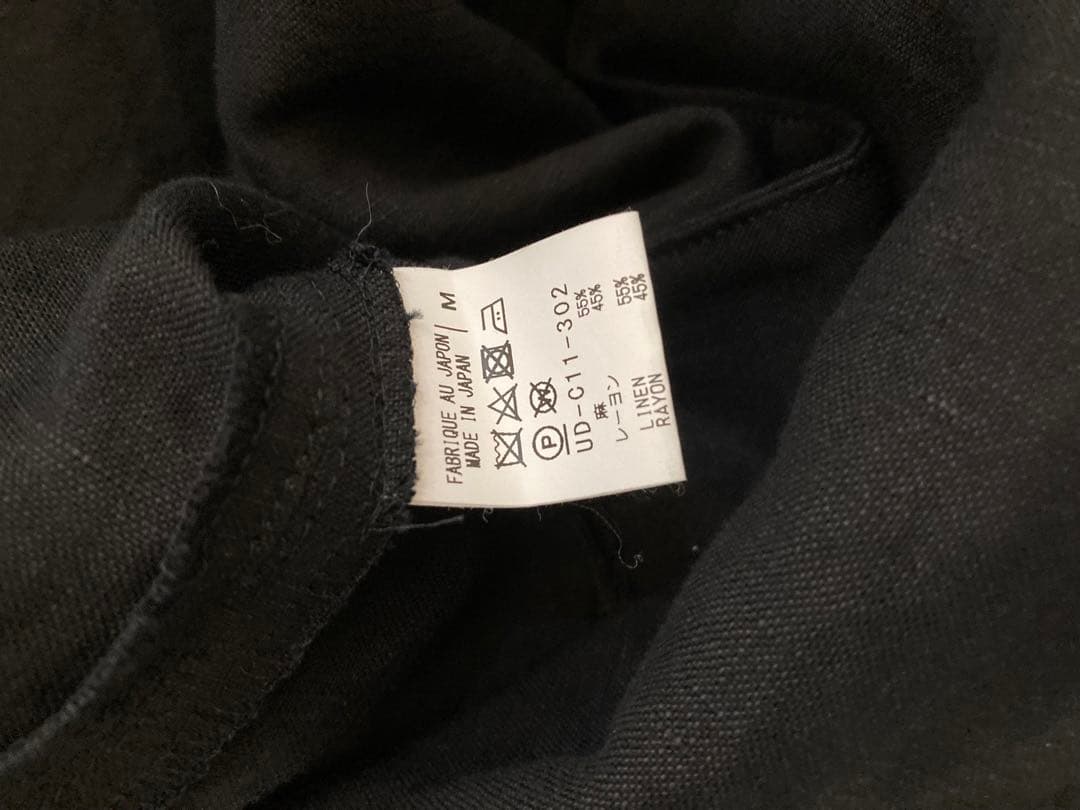 FABRIQUE AU JAPON
MADE IN JAPAN
M
P
UD-C11-302
麻 55%
レーヨン 45%
LINEN 55%
RAYON 45%